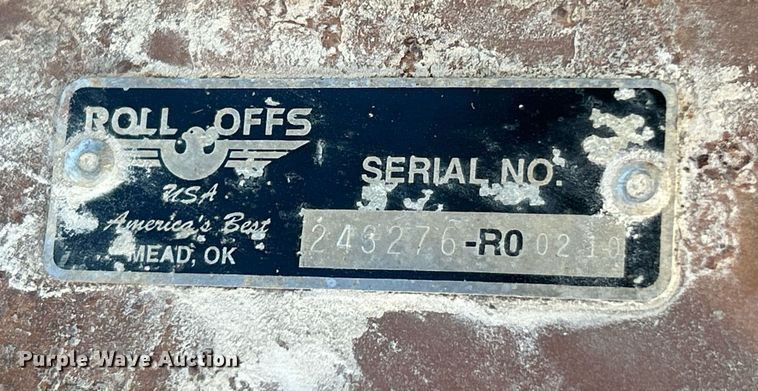 ROLL OFFS
USA
America's Best
MEAD, OK
SERIAL NO.
243276-R0 0210
Purple Wave Auction